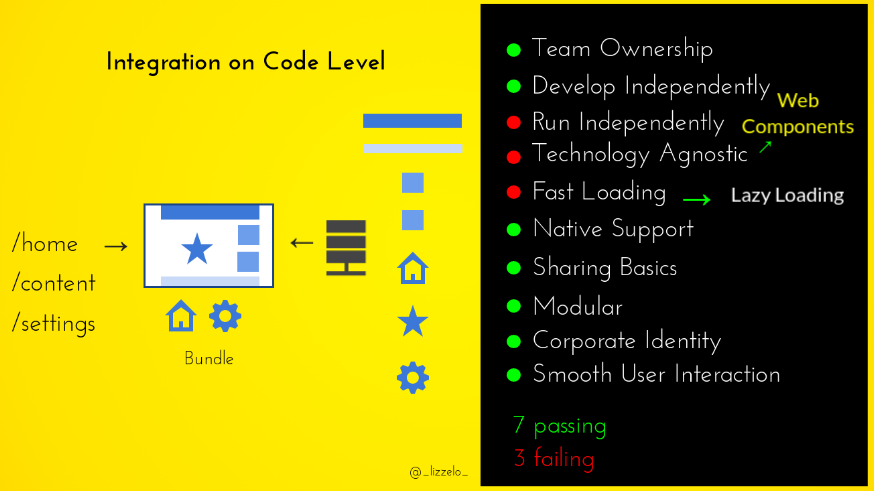 Integration on Code Level
/home
/content
/settings
Bundle
@_lizzelo_
Team Ownership
Develop Independently
Web
Components
Run Independently
Technology Agnostic
Fast Loading
Lazy Loading
Native Support
Sharing Basics
Modular
Corporate Identity
Smooth User Interaction
7 passing
3 failing